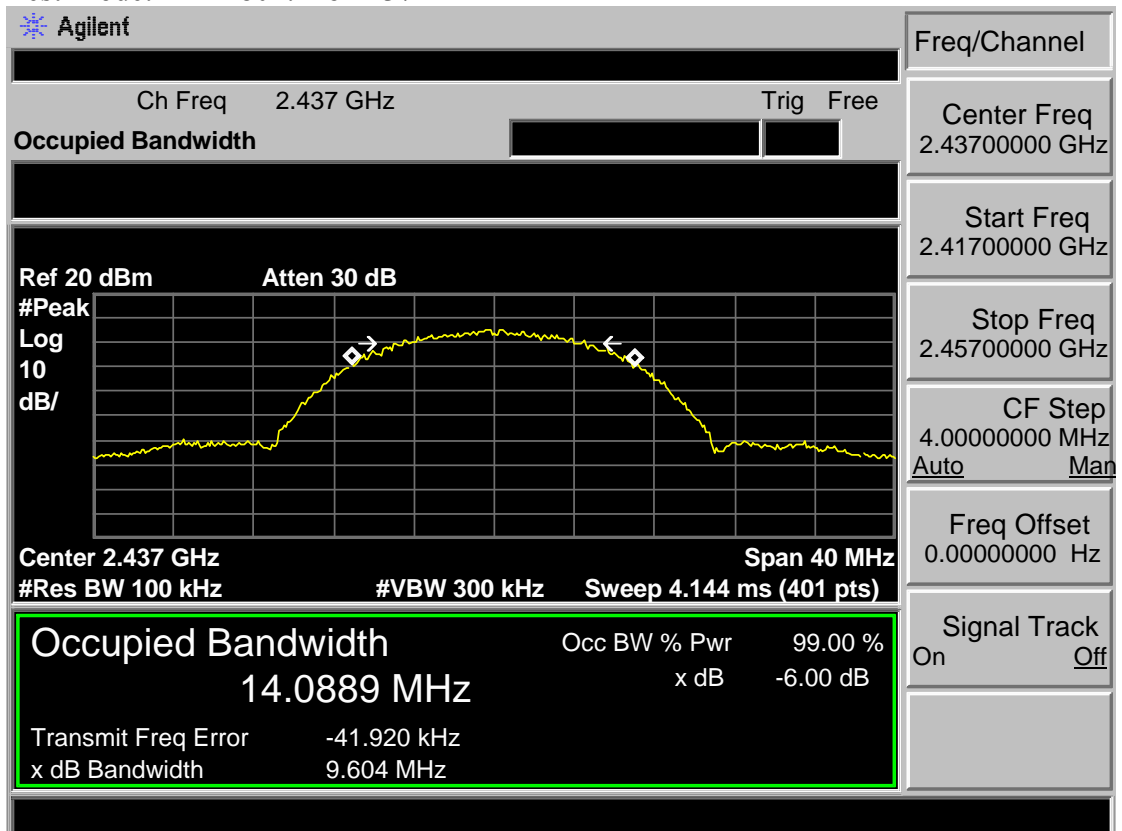 Agilent
Freq/Channel
Ch Freq 2.437 GHz Trig Free
Occupied Bandwidth
Center Freq
2.43700000 GHz
Start Freq
2.41700000 GHz
Stop Freq
2.45700000 GHz
CF Step
4.00000000 MHz
Auto Man
Freq Offset
0.00000000 Hz
Signal Track
On Off
Ref 20 dBm Atten 30 dB
#Peak
Log
10
dB/
Center 2.437 GHz Span 40 MHz
#Res BW 100 kHz #VBW 300 kHz Sweep 4.144 ms (401 pts)
Occupied Bandwidth
14.0889 MHz
Occ BW % Pwr 99.00 %
x dB -6.00 dB
Transmit Freq Error -41.920 kHz
x dB Bandwidth 9.604 MHz